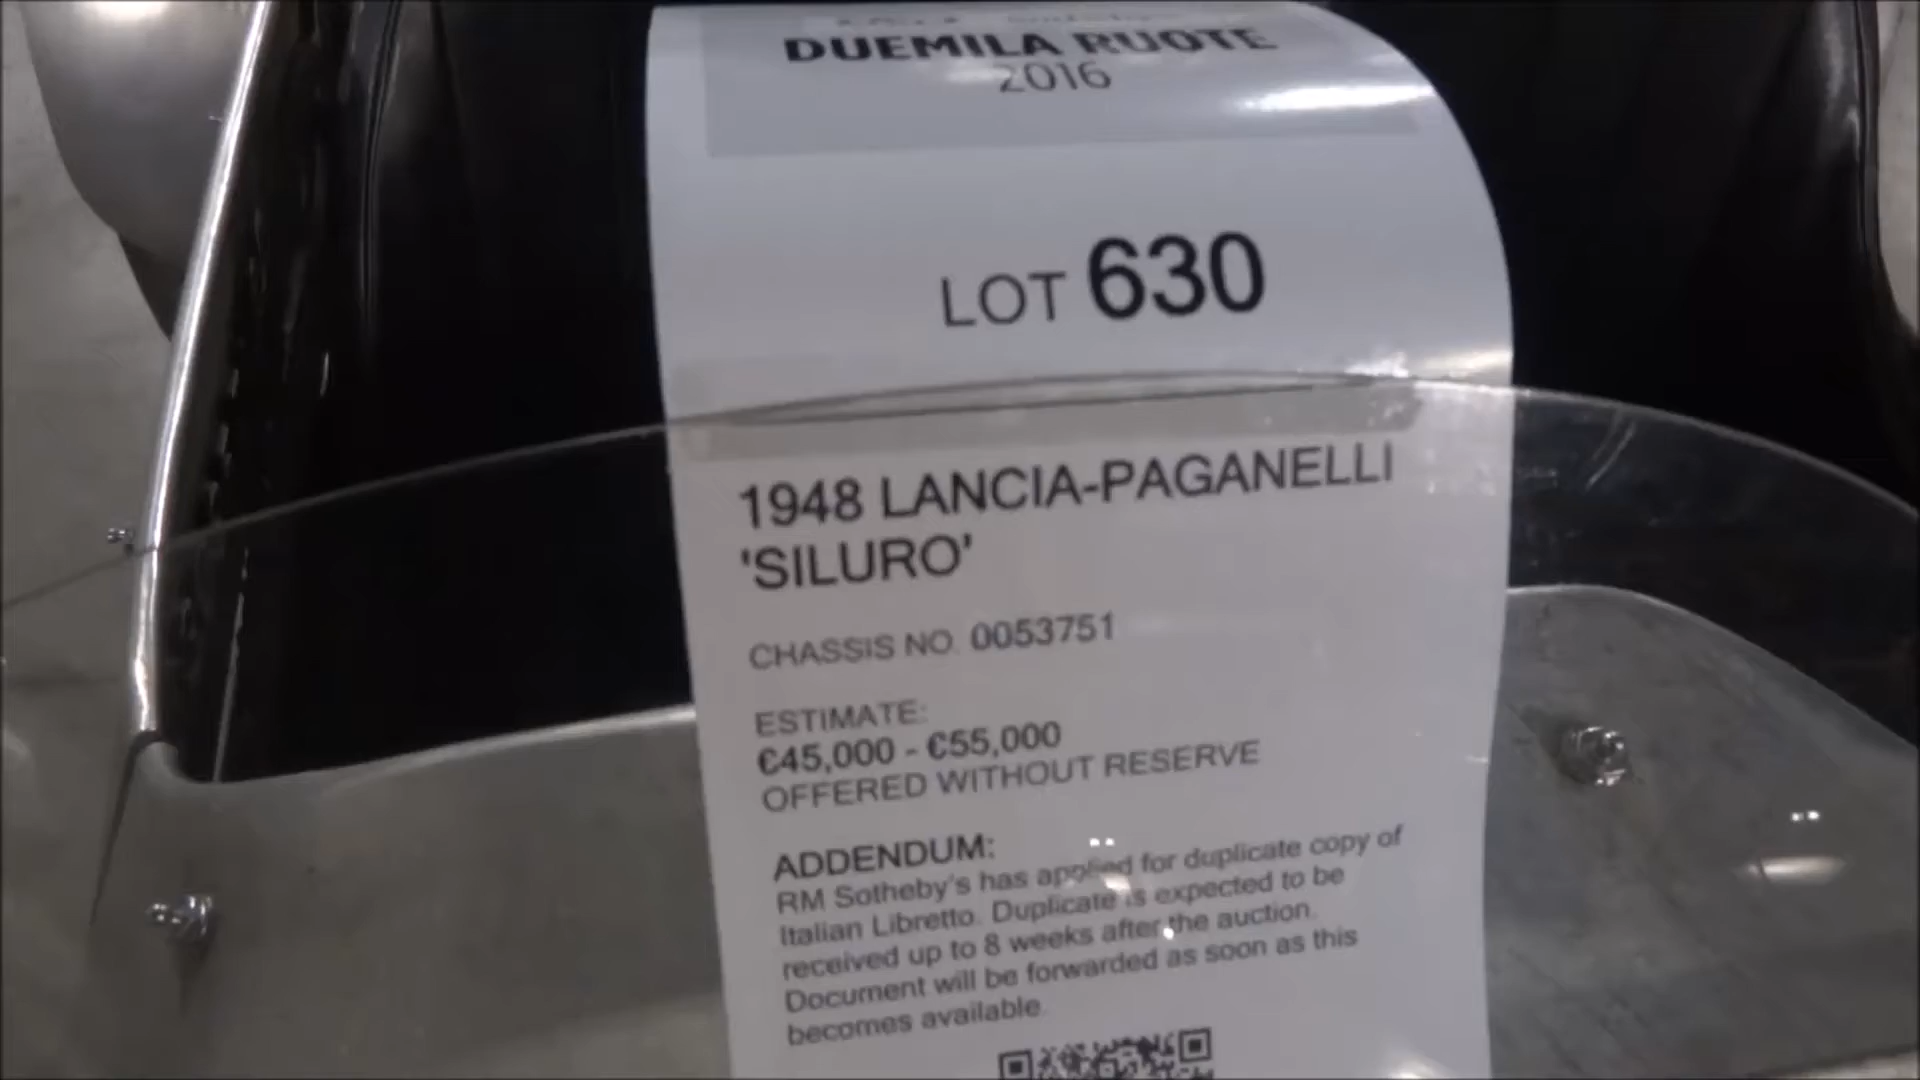 DUEMILA RUOTE
2016
LOT 630
1948 LANCIA-PAGANELLI
'SILURO'
CHASSIS NO. 0053751
ESTIMATE:
€45,000 - €55,000
OFFERED WITHOUT RESERVE
ADDENDUM:
RM Sotheby's has applied for duplicate copy of
Italian Libretto. Duplicate is expected to be
received up to 8 weeks after the auction.
Document will be forwarded as soon as this
becomes available.